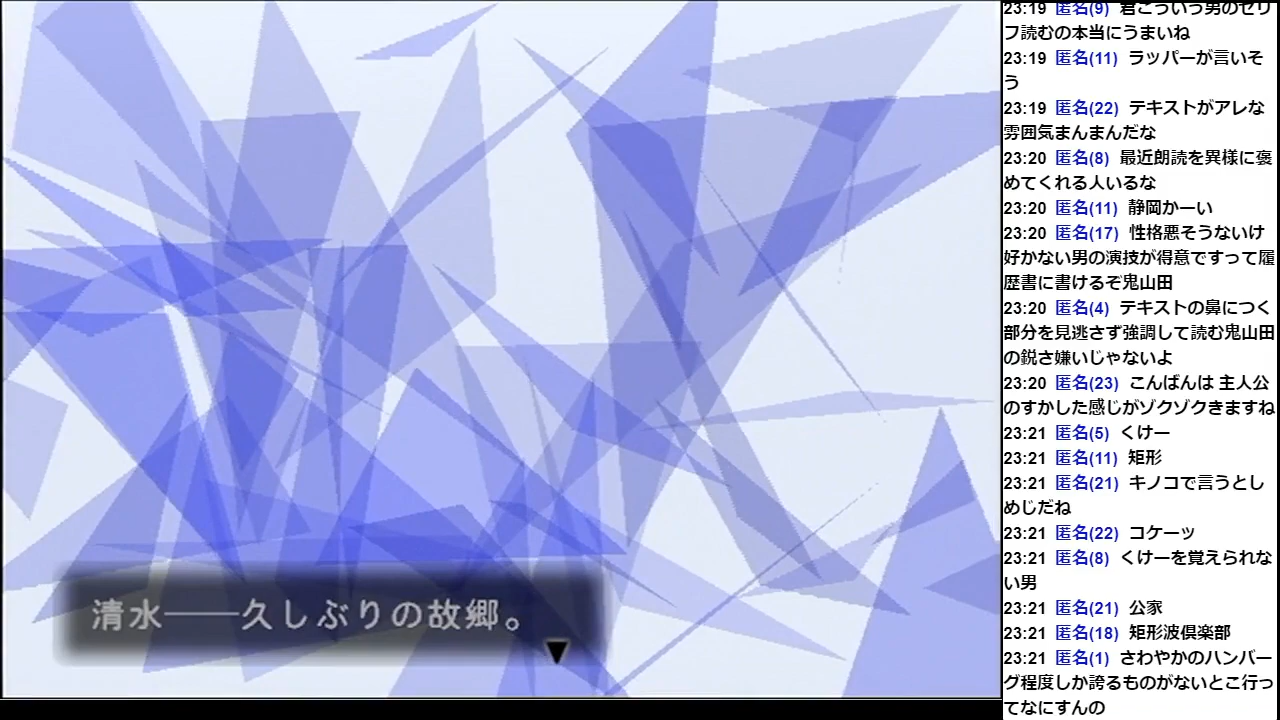 清水――久しぶりの故郷。
23:19 匿名(9) 君こういう男のセリ
フ読むの本当にうまいね
23:19 匿名(11) ラッパーが言いそ
う
23:19 匿名(22) テキストがアレな
雰囲気まんまんだな
23:20 匿名(8) 最近朗読を異様に褒
めてくれる人いるな
23:20 匿名(11) 静岡かーい
23:20 匿名(17) 性格悪そうないけ
好かない男の演技が得意ですって履
歴書に書けるぞ鬼山田
23:20 匿名(4) テキストの鼻につく
部分を見逃さず強調して読む鬼山田
の鋭さ嫌いじゃないよ
23:20 匿名(23) こんばんは 主人公
のすかした感じがゾクゾクきますね
23:21 匿名(5) くけー
23:21 匿名(11) 矩形
23:21 匿名(21) キノコで言うとし
めじだね
23:21 匿名(22) コケーッ
23:21 匿名(8) くけーを覚えられな
い男
23:21 匿名(21) 公家
23:21 匿名(18) 矩形波倶楽部
23:21 匿名(1) さわやかのハンバー
グ程度しか誇るものがないとこ行っ
てなにすんの